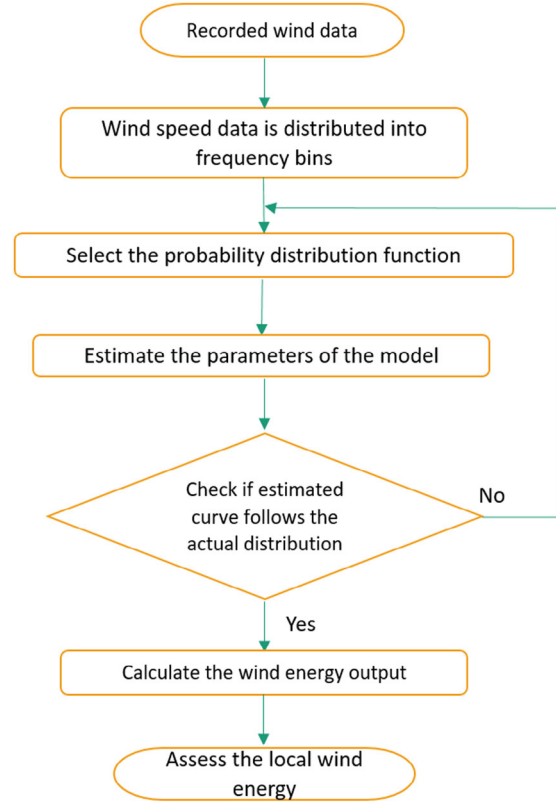 Recorded wind data
Wind speed data is distributed into
frequency bins
Select the probability distribution function
Estimate the parameters of the model
Check if estimated
curve follows the
actual distribution
No
Yes
Calculate the wind energy output
Assess the local wind
energy